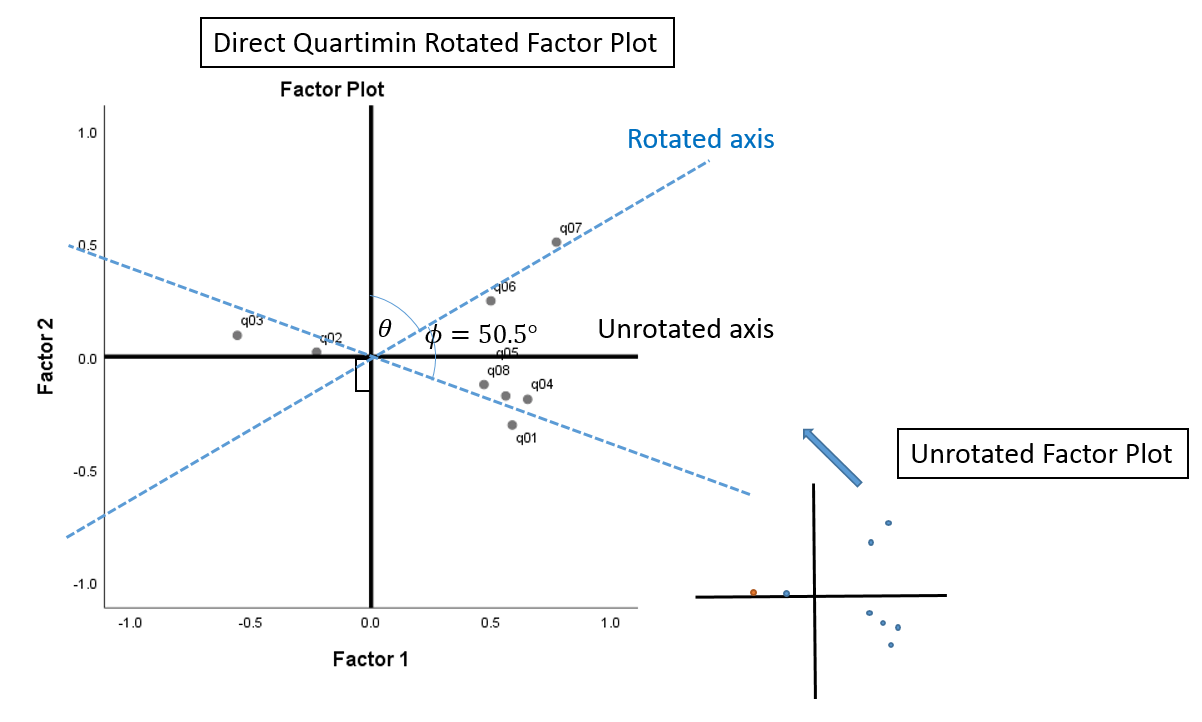 Direct Quartimin Rotated Factor Plot
Factor Plot
1.0
Rotated axis
q07
0.5
q06
q03
θ
Unrotated axis
ϕ = 50.5°
q02
q05
0.0
Factor 2
q08
q04
q01
Unrotated Factor Plot
-0.5
-1.0
-1.0 -0.5 0.0 0.5 1.0
Factor 1